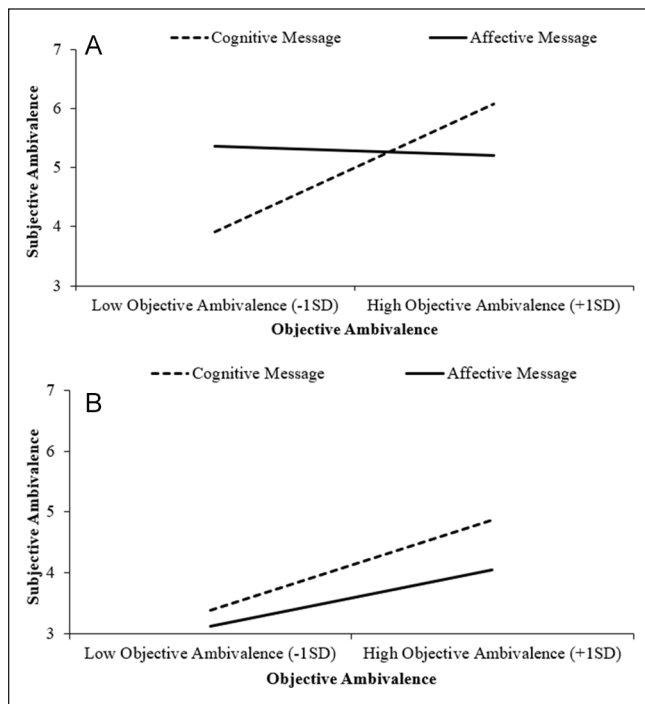 A
Cognitive Message
Affective Message
7
6
5
4
3
Subjective Ambivalence
Low Objective Ambivalence (-1SD)
High Objective Ambivalence (+1SD)
Objective Ambivalence
B
Cognitive Message
Affective Message
7
6
5
4
3
Subjective Ambivalence
Low Objective Ambivalence (-1SD)
High Objective Ambivalence (+1SD)
Objective Ambivalence